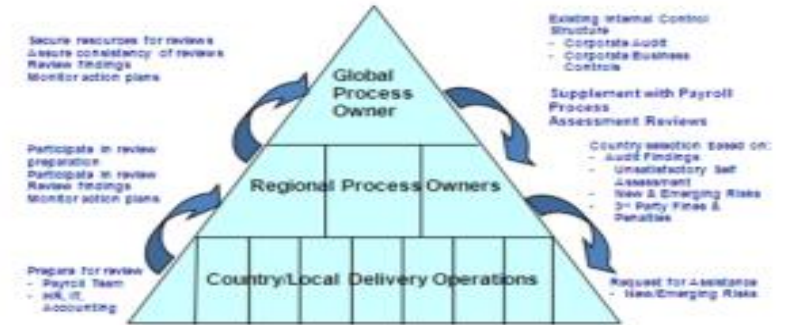 Secure resources for reviews
Assure consistency of reviews
Review findings
Monitor action plans
Participate in review
preparation
Participate in review
Review findings
Monitor action plans
Prepare for review
- Payroll Team
- HR, IT,
Accounting
Global
Process
Owner
Regional Process Owners
Country/Local Delivery Operations
Existing Internal Control
Structure
- Corporate Audit
- Corporate Business
Controls
Supplement with Payroll
Process
Assessment Reviews
Country selection based on:
- Audit Findings
- Unsatisfactory Self
Assessment
- New & Emerging Risks
- 3rd Party Fines &
Penalties
Request for Assistance
- New/Emerging Risks